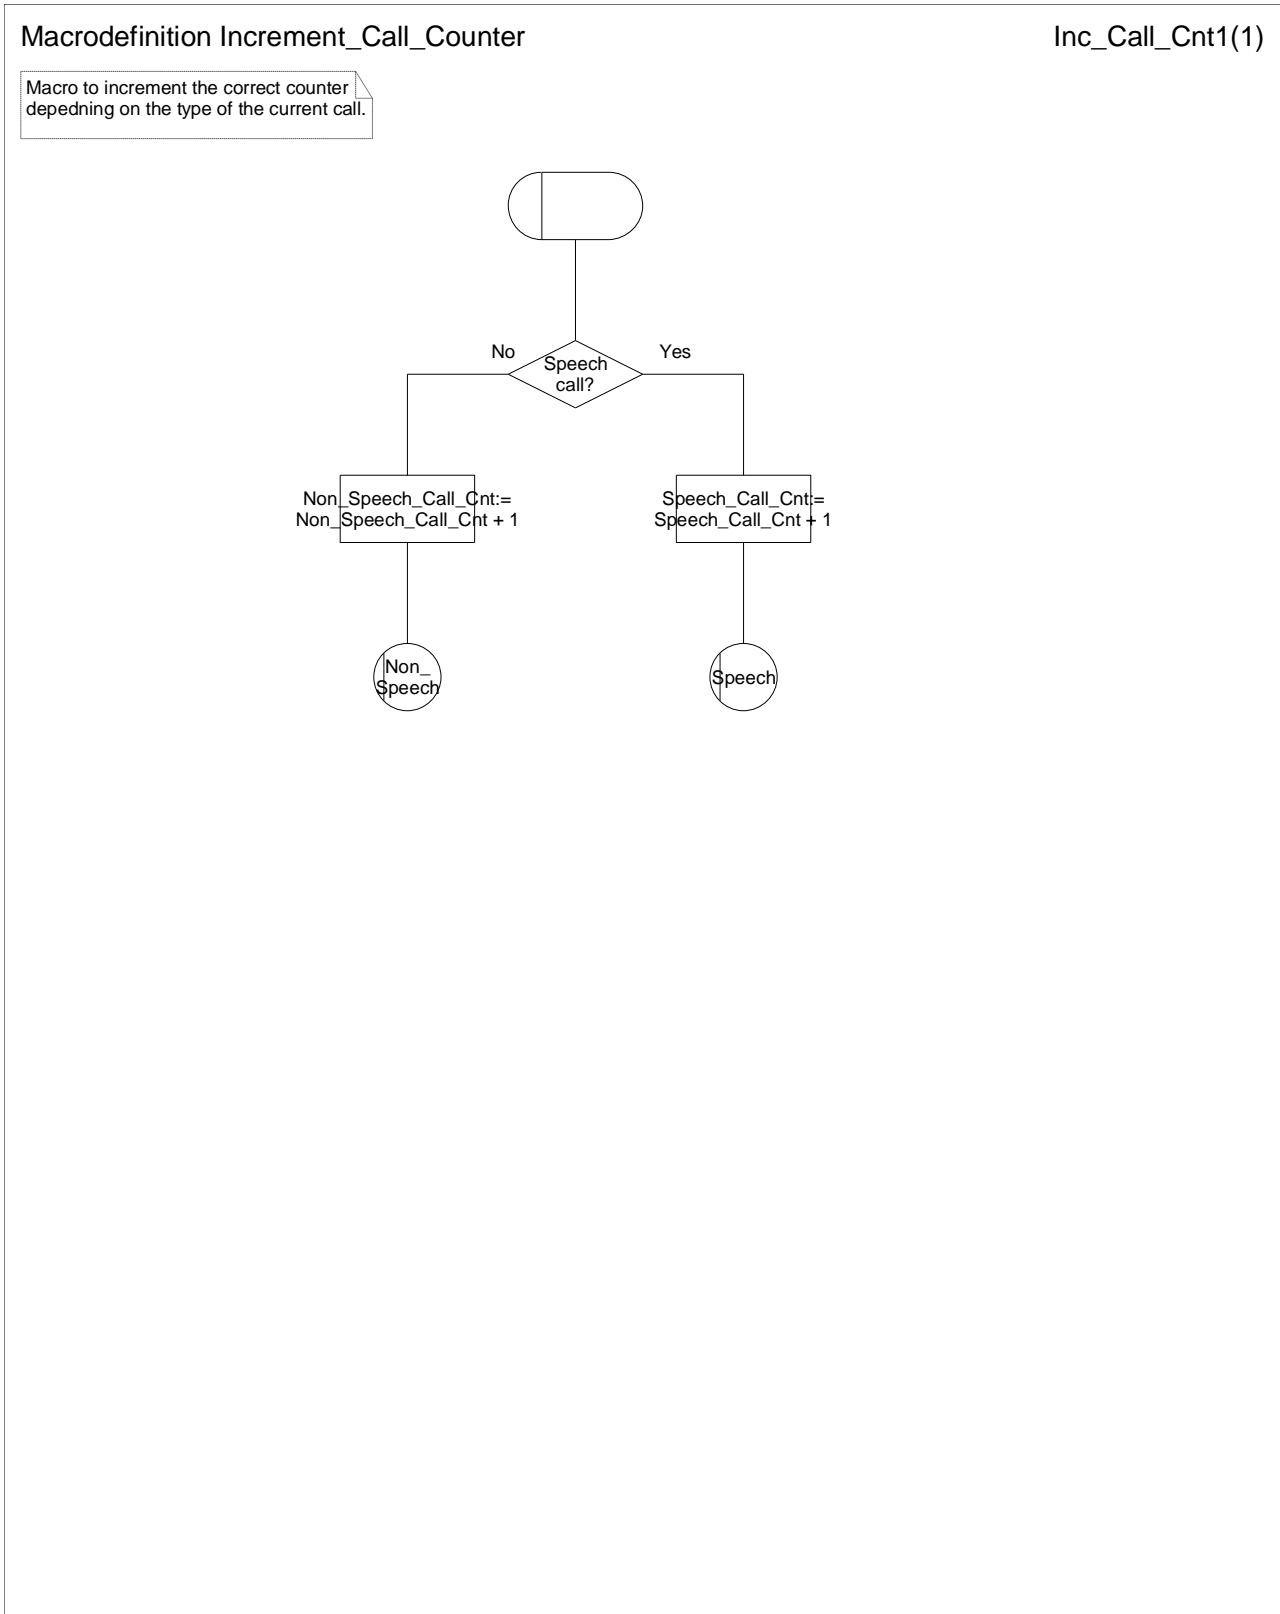 Macrodefinition Increment_Call_Counter
Inc_Call_Cnt1(1)
Macro to increment the correct counter
depedning on the type of the current call.
No
Yes
Speech
call?
Non_Speech_Call_Cnt:=
Non_Speech_Call_Cnt + 1
Speech_Call_Cnt:=
Speech_Call_Cnt + 1
Non_
Speech
Speech